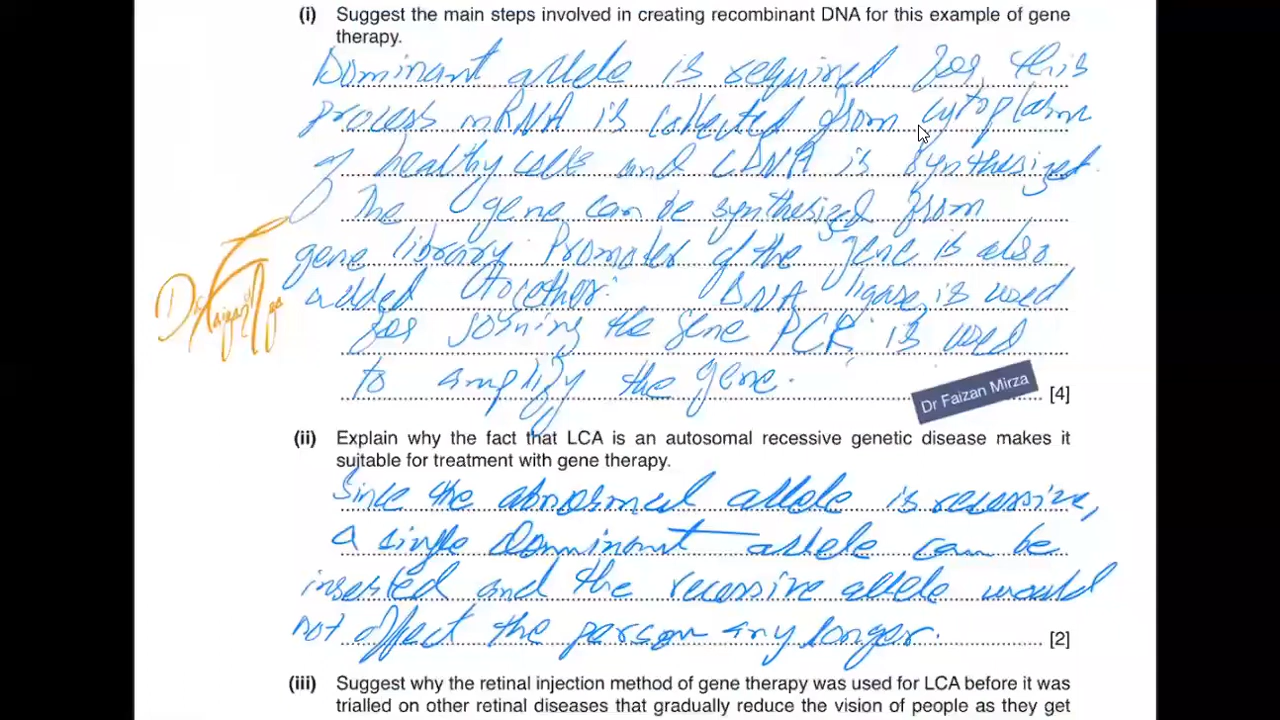 (i) Suggest the main steps involved in creating recombinant DNA for this example of gene
therapy.
Dominant allele is required for this
process mRNA is collected from cytoplasm
of healthy cells and cDNA is synthesized.
The gene can be synthesized from
gene library. Promoter of the gene is also
added together. DNA ligase is used
for joining the gene PCR is used
to amplify the gene.
Dr Faizan Mirza
[4]
(ii) Explain why the fact that LCA is an autosomal recessive genetic disease makes it
suitable for treatment with gene therapy.
Since the abnormal allele is recessive,
a single dominant allele can be
inserted and the recessive allele would
not affect the person any longer. [2]
(iii) Suggest why the retinal injection method of gene therapy was used for LCA before it was
trialled on other retinal diseases that gradually reduce the vision of people as they get